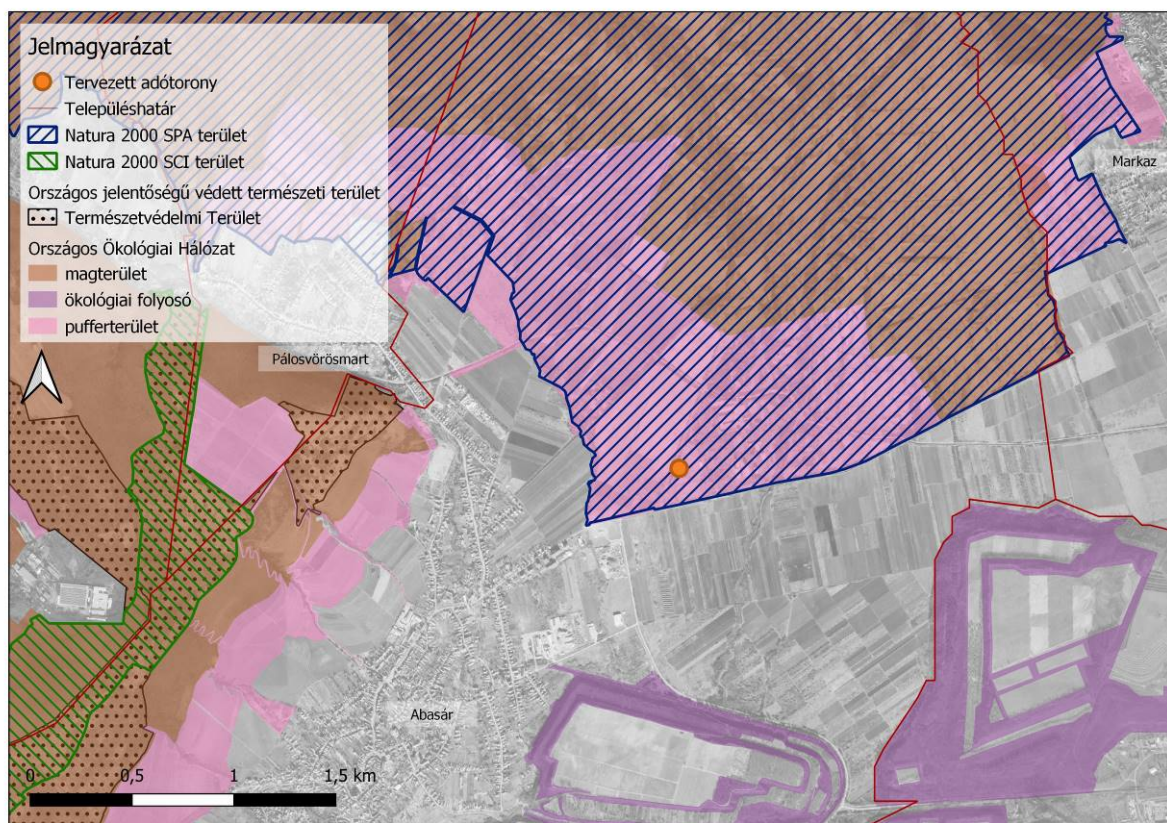 Jelmagyarázat
Tervezett adótorony
Településhatár
Natura 2000 SPA terület
Natura 2000 SCI terület
Országos jelentőségű védett természeti terület
Természetvédelmi Terület
Országos Ökológiai Hálózat
magterület
ökológiai folyosó
pufferterület
Markaz
Pálosvörösmart
Abasár
0 0,5 1 1,5 km